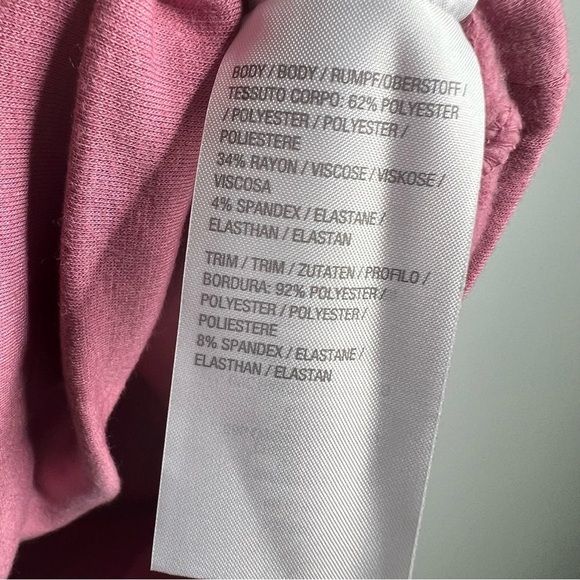 BODY / BODY / RUMPF/OBERSTOFF /
TESSUTO CORPO: 62% POLYESTER
/ POLYESTER / POLYESTER /
POLIESTERE
34% RAYON / VISCOSE / VISKOSE /
VISCOSA
4% SPANDEX / ELASTANE /
ELASTHAN / ELASTAN
TRIM / TRIM / ZUTATEN / PROFILO /
BORDURA: 92% POLYESTER /
POLYESTER / POLYESTER /
POLIESTERE
8% SPANDEX / ELASTANE /
ELASTHAN / ELASTAN